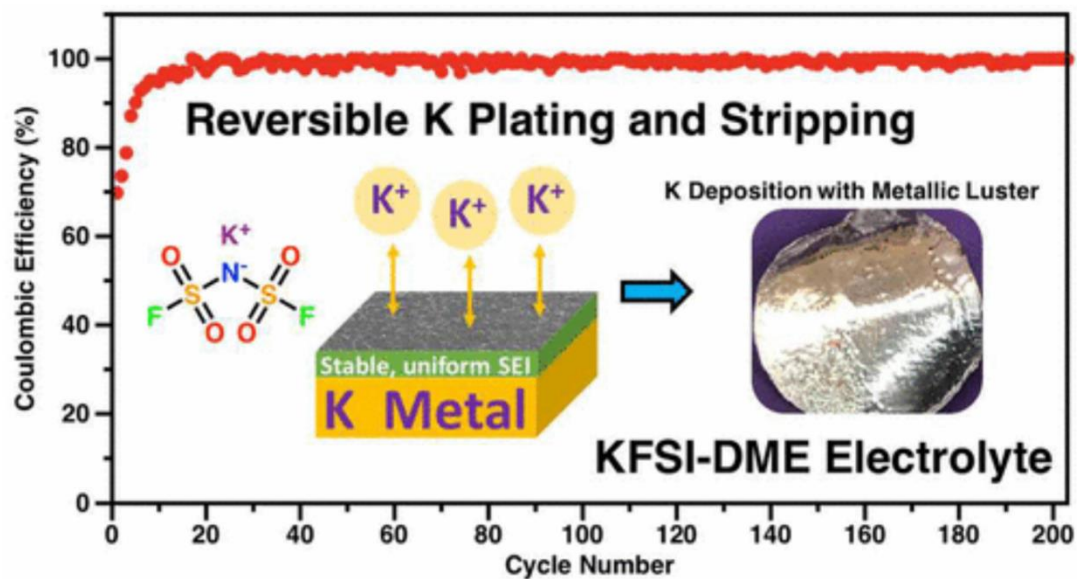 Coulombic Efficiency (%)
100
80
60
40
20
0
Reversible K Plating and Stripping
K Deposition with Metallic Luster
K⁺ K⁺ K⁺
K⁺
O N⁻ O
S S
F O O F
Stable, uniform SEI
K Metal
KFSI-DME Electrolyte
0 20 40 60 80 100 120 140 160 180 200
Cycle Number